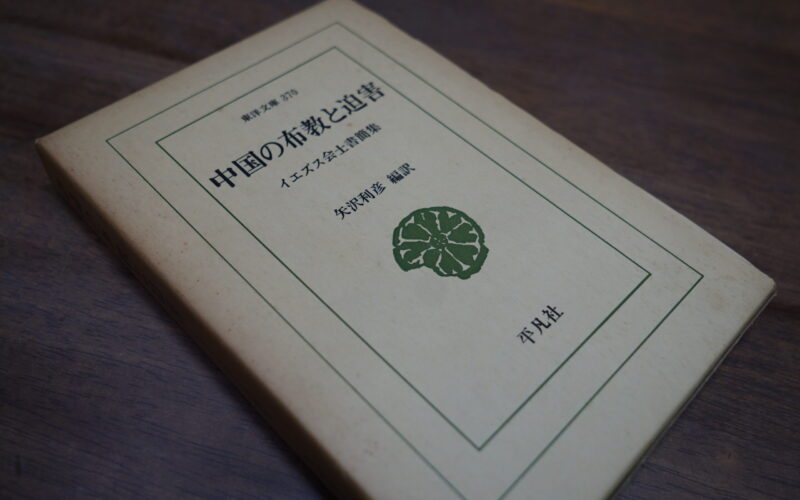 東洋文庫 370
中国の布教と迫害
イエズス会士書簡集
矢沢利彦 編訳
平凡社